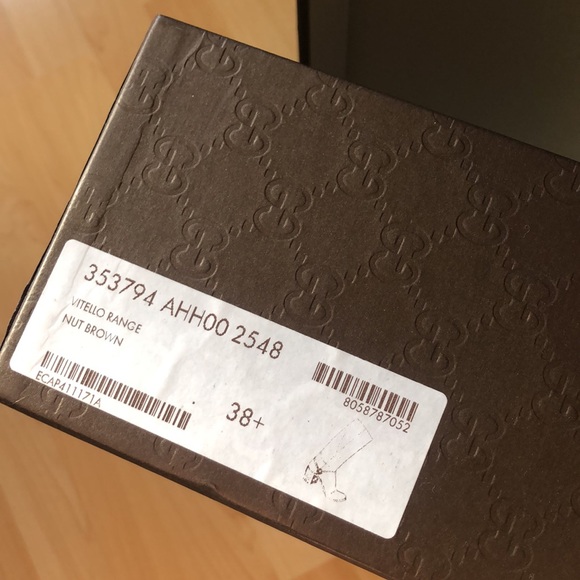 353794 AHH00 2548
VITELLO RANGE
NUT BROWN
ECAP411171A
38+
8058787052